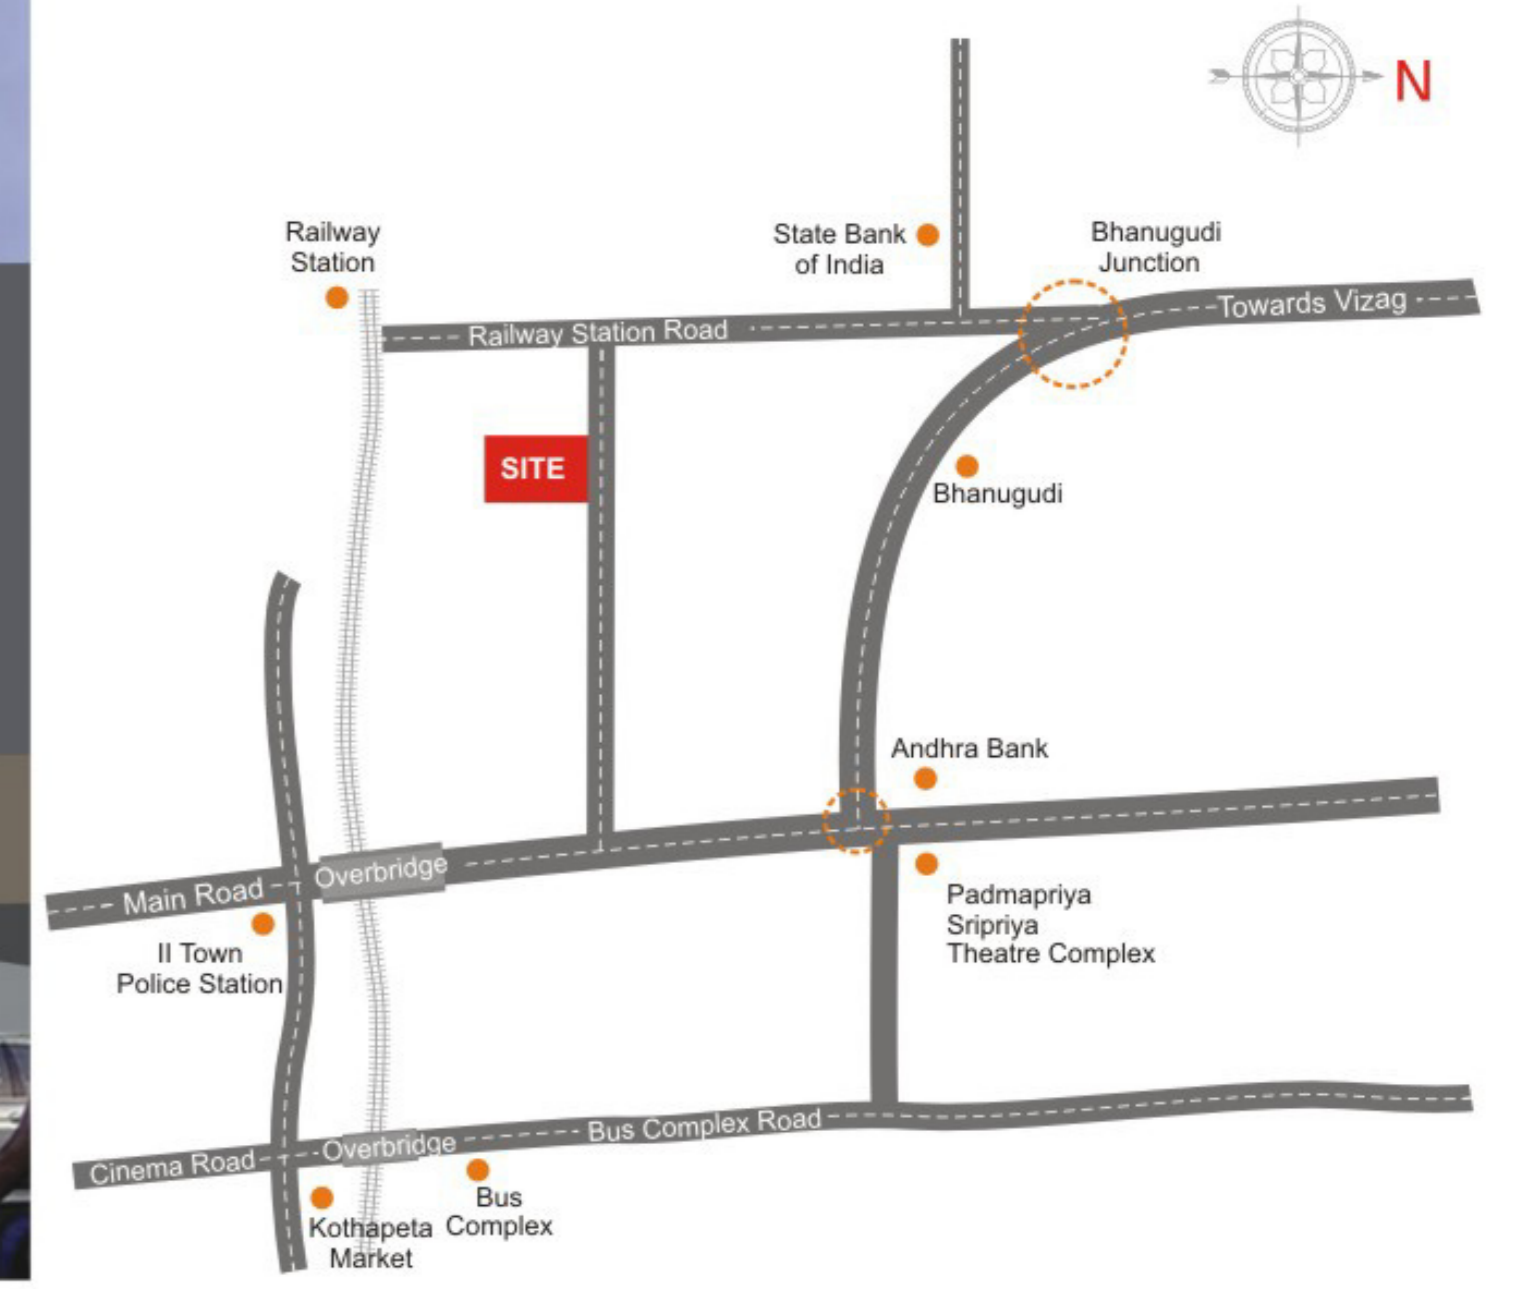 N
Railway
Station
State Bank
of India
Bhanugudi
Junction
Towards Vizag
Railway Station Road
SITE
Bhanugudi
Andhra Bank
Overbridge
Main Road
Padmapriya
Sripriya
Theatre Complex
II Town
Police Station
Bus Complex Road
Overbridge
Cinema Road
Bus
Complex
Kothapeta
Market